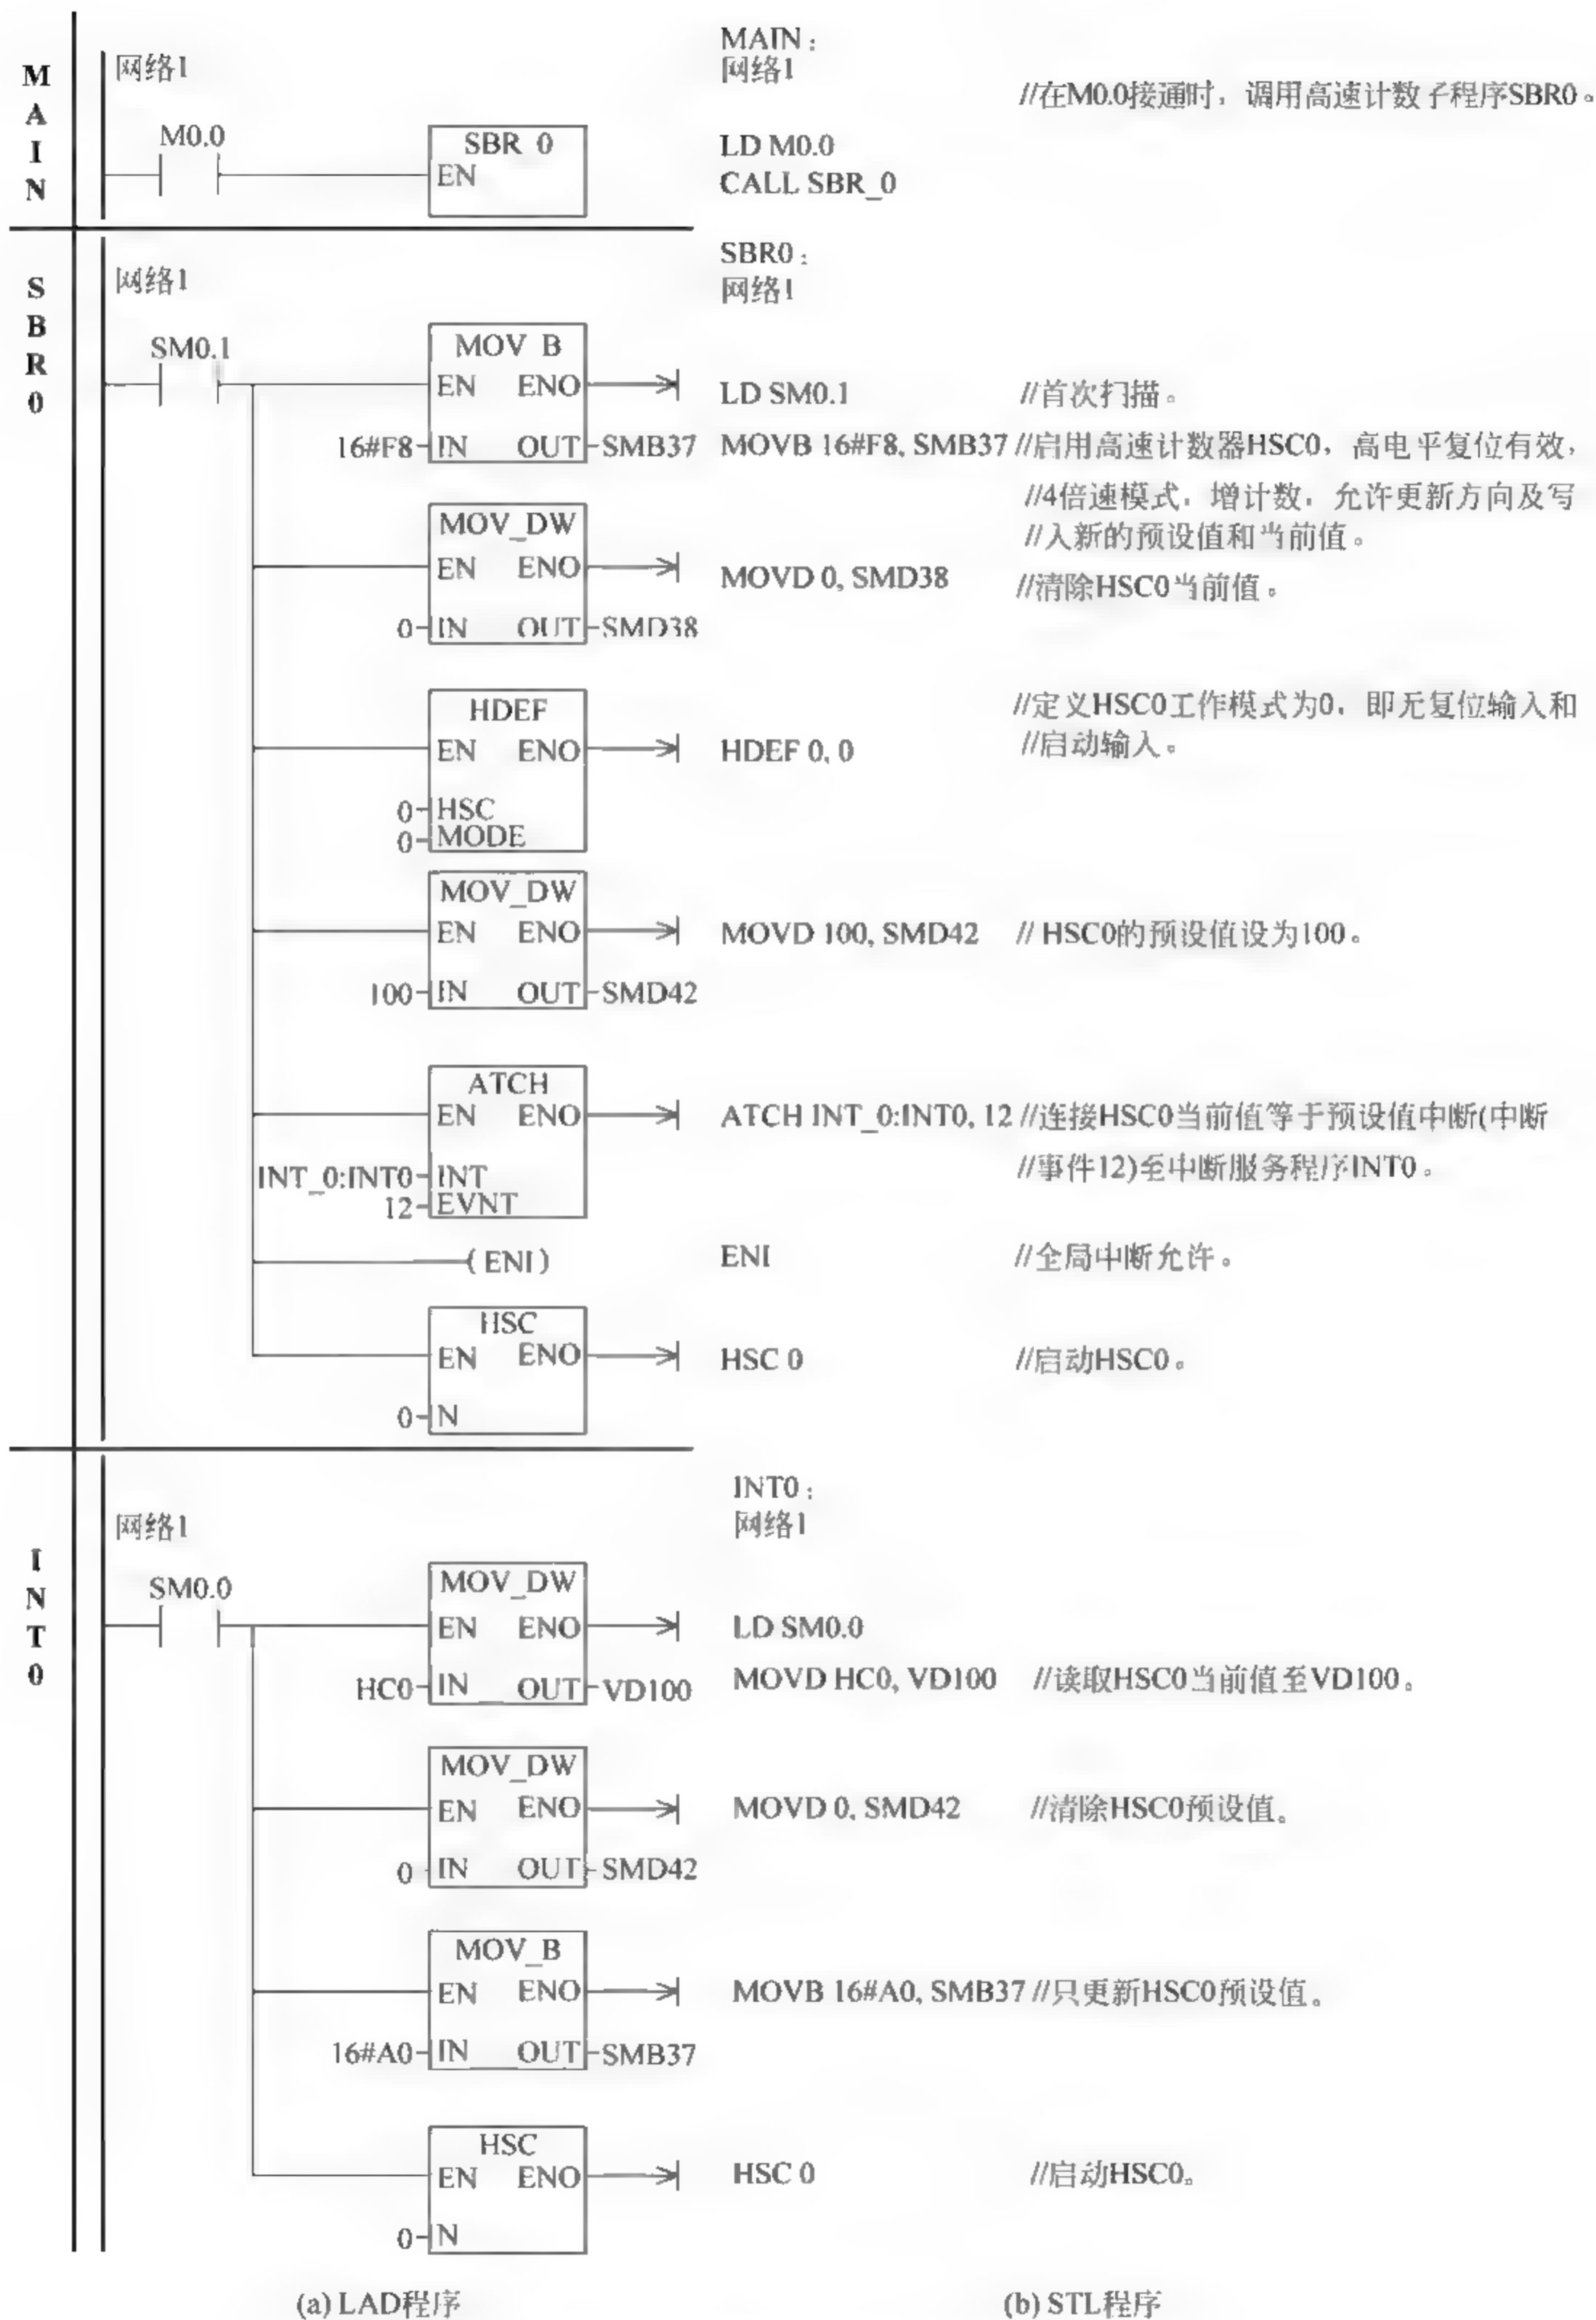 MAIN
网络1
M0.0
SBR_0
EN
MAIN：
网络1
//在M0.0接通时，调用高速计数子程序SBR0。
LD M0.0
CALL SBR_0
SBR0
网络1
SM0.1
MOV_B
EN ENO
16#F8 IN OUT SMB37
MOV_DW
EN ENO
0 IN OUT SMD38
HDEF
EN ENO
0 HSC
0 MODE
MOV_DW
EN ENO
100 IN OUT SMD42
ATCH
EN ENO
INT_0:INT0 INT
12 EVNT
(ENI)
HSC
EN ENO
0 N
SBR0：
网络1
LD SM0.1 //首次扫描。
MOVB 16#F8, SMB37 //启用高速计数器HSC0，高电平复位有效，
//4倍速模式，增计数，允许更新方向及写
//入新的预设值和当前值。
MOVD 0, SMD38 //清除HSC0当前值。
//定义HSC0工作模式为0，即无复位输入和
HDEF 0, 0 //启动输入。
MOVD 100, SMD42 // HSC0的预设值设为100。
ATCH INT_0:INT0, 12 //连接HSC0当前值等于预设值中断(中断
//事件12)至中断服务程序INT0。
ENI //全局中断允许。
HSC 0 //启动HSC0。
INT0
网络1
SM0.0
MOV_DW
EN ENO
HC0 IN OUT VD100
MOV_DW
EN ENO
0 IN OUT SMD42
MOV_B
EN ENO
16#A0 IN OUT SMB37
HSC
EN ENO
0 N
INT0：
网络1
LD SM0.0
MOVD HC0, VD100 //读取HSC0当前值至VD100。
MOVD 0, SMD42 //清除HSC0预设值。
MOVB 16#A0, SMB37 //只更新HSC0预设值。
HSC 0 //启动HSC0。
(a) LAD程序
(b) STL程序